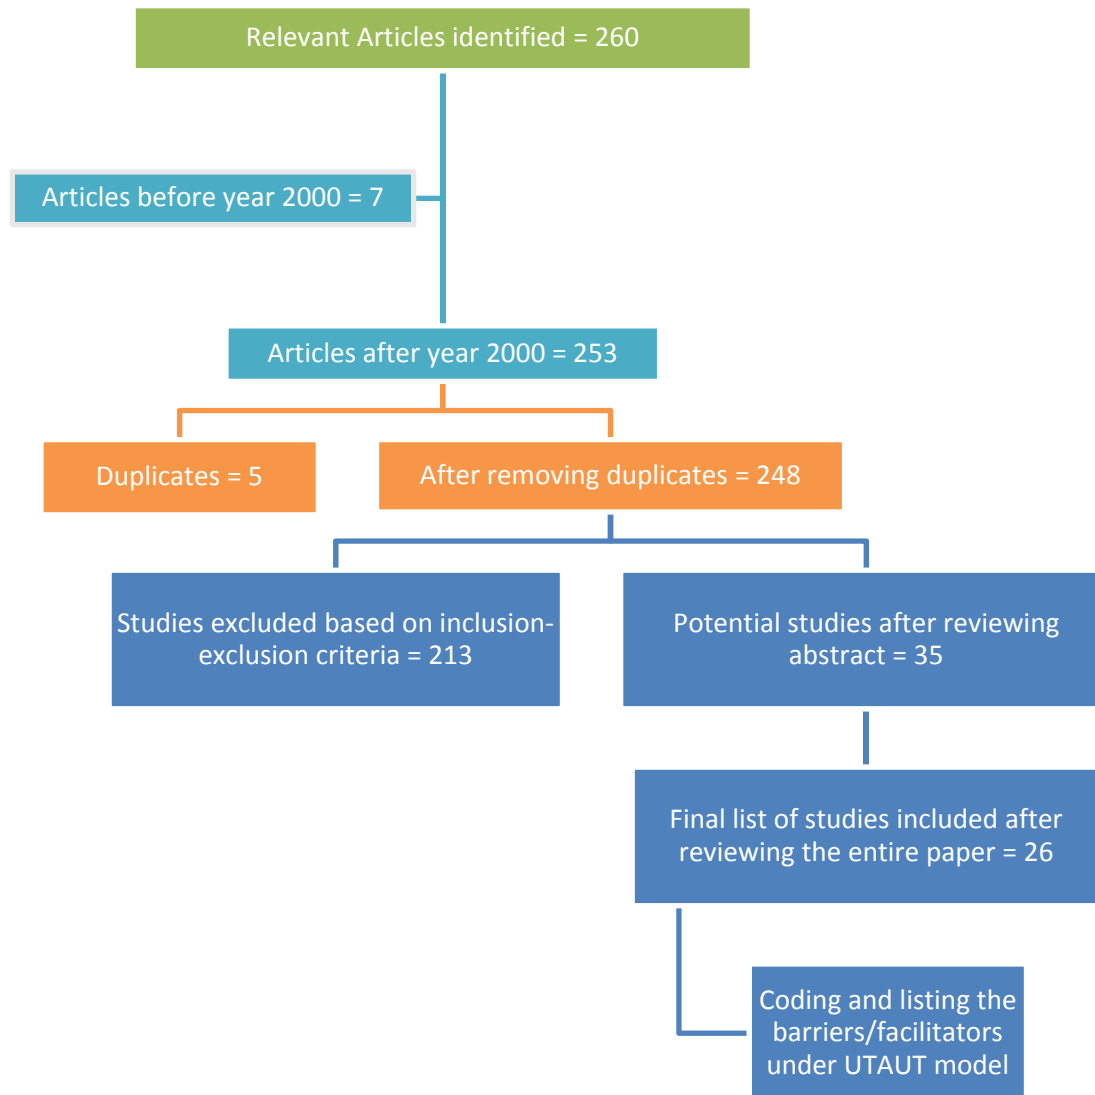 Relevant Articles identified = 260
Articles before year 2000 = 7
Articles after year 2000 = 253
Duplicates = 5
After removing duplicates = 248
Studies excluded based on inclusion-
exclusion criteria = 213
Potential studies after reviewing
abstract = 35
Final list of studies included after
reviewing the entire paper = 26
Coding and listing the
barriers/facilitators
under UTAUT model